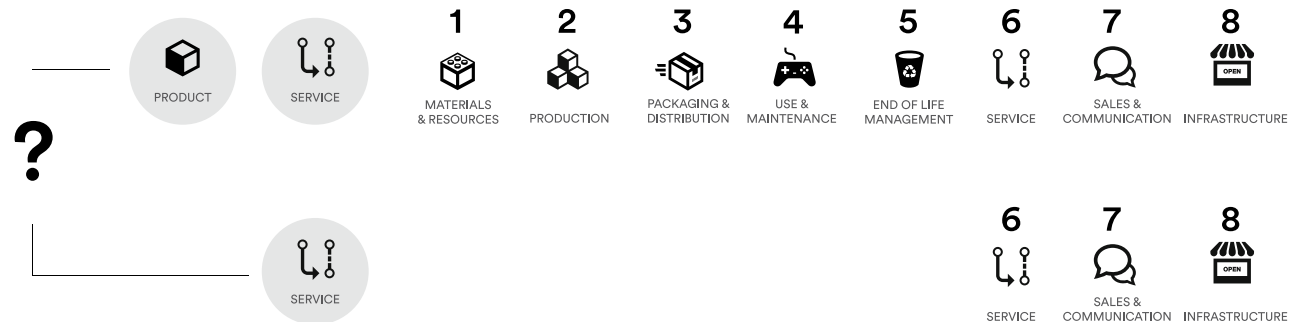 1 2 3 4 5 6 7 8
OPEN
PRODUCT SERVICE
MATERIALS
& RESOURCES
PRODUCTION
PACKAGING &
DISTRIBUTION
USE &
MAINTENANCE
END OF LIFE
MANAGEMENT
SERVICE
SALES &
COMMUNICATION
INFRASTRUCTURE
?
6 7 8
OPEN
SERVICE
SERVICE
SALES &
COMMUNICATION
INFRASTRUCTURE